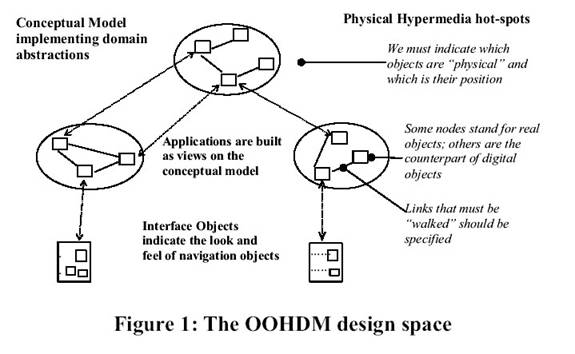 Conceptual Model
implementing domain
abstractions
Physical Hypermedia hot-spots
We must indicate which
objects are “physical” and
which is their position
Applications are built
as views on the
conceptual model
Some nodes stand for real
objects; others are the
counterpart of digital
objects
Links that must be
“walked” should be
specified
Interface Objects
indicate the look and
feel of navigation objects
Figure 1: The OOHDM design space